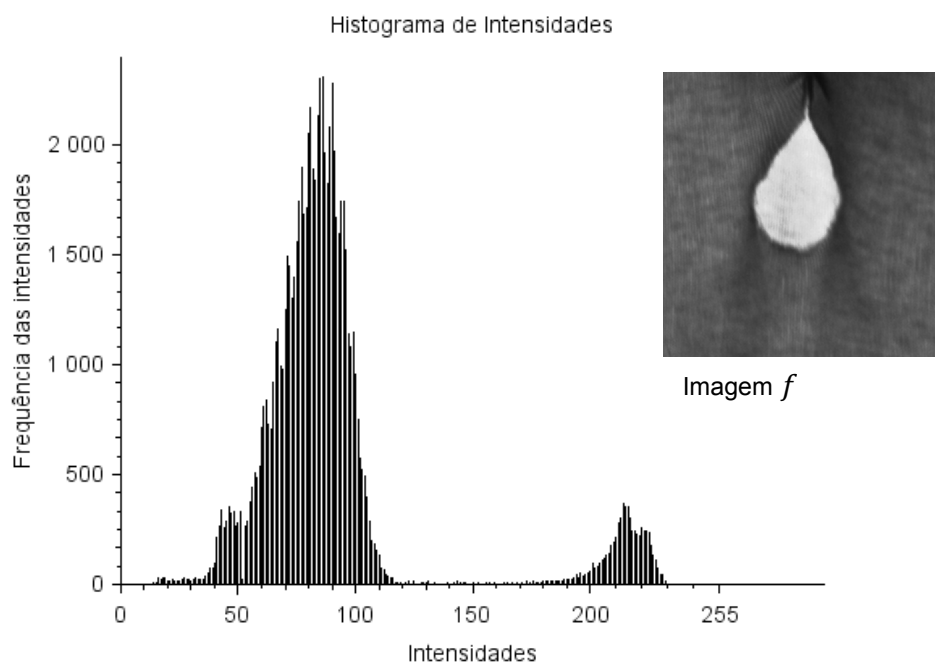 Histograma de Intensidades
Frequência das intensidades
2 000
1 500
1 000
500
0
0 50 100 150 200 255
Intensidades
Imagem f